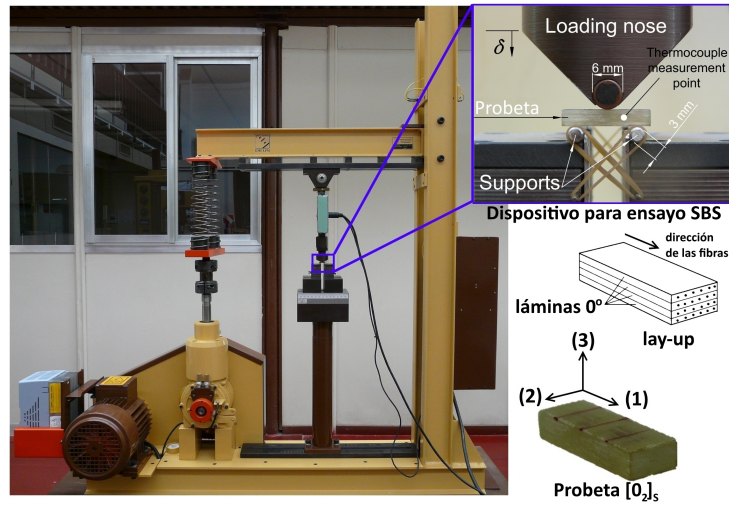 Loading nose
δ
6 mm
Thermocouple
measurement
point
Probeta
3 mm
Supports
Dispositivo para ensayo SBS
dirección
de las fibras
láminas 0º
lay-up
(3)
(2)
(1)
Probeta [0₂]ₛ